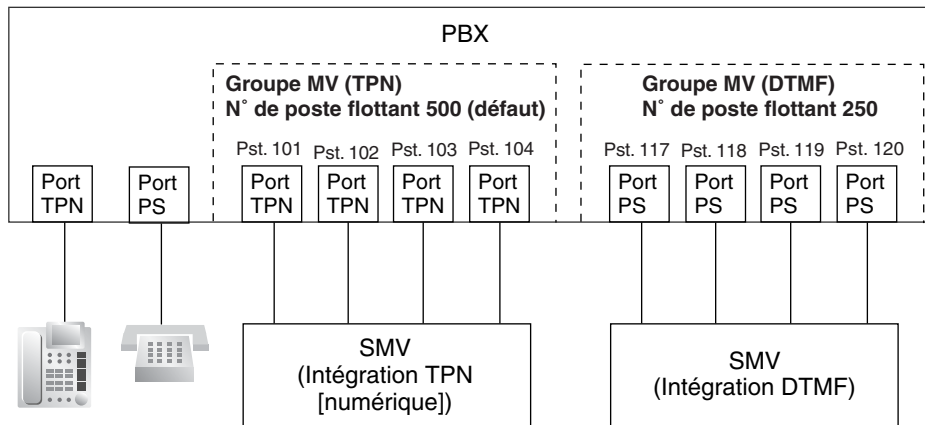 PBX
Groupe MV (TPN)
N° de poste flottant 500 (défaut)
Groupe MV (DTMF)
N° de poste flottant 250
Pst. 101 Pst. 102 Pst. 103 Pst. 104
Pst. 117 Pst. 118 Pst. 119 Pst. 120
Port
TPN
Port
PS
Port
TPN
Port
TPN
Port
TPN
Port
TPN
Port
PS
Port
PS
Port
PS
Port
PS
SMV
(Intégration TPN
[numérique])
SMV
(Intégration DTMF)